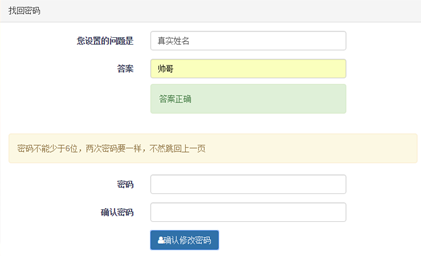 找回密码
您设置的问题是 真实姓名
答案 帅哥
答案正确
密码不能少于6位，两次密码要一样，不然跳回上一页
密码
确认密码
确认修改密码